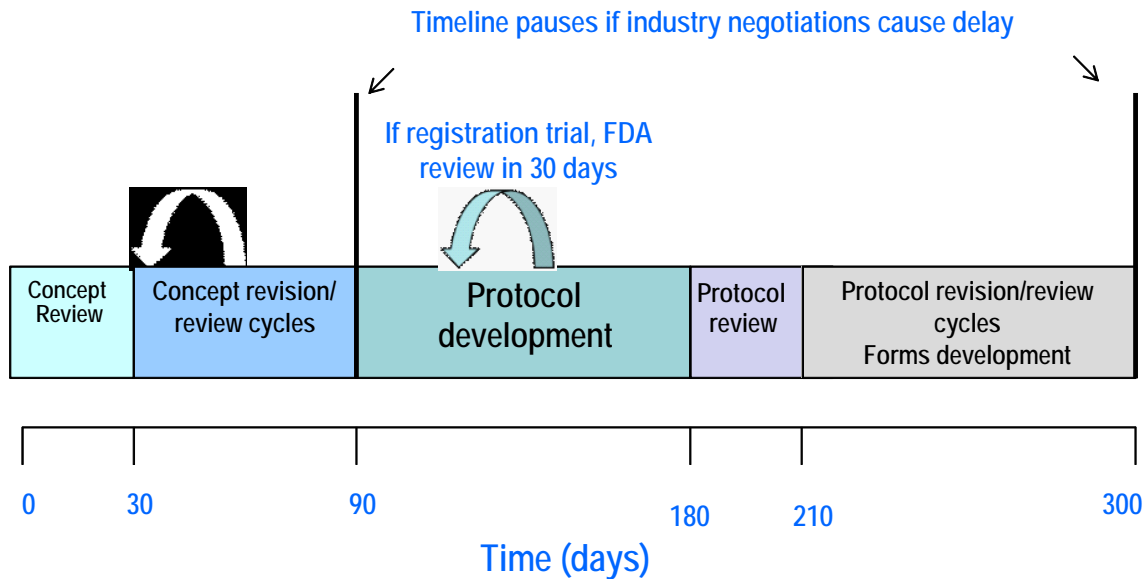 Timeline pauses if industry negotiations cause delay
If registration trial, FDA
review in 30 days
Concept
Review
Concept revision/
review cycles
Protocol
development
Protocol
review
Protocol revision/review
cycles
Forms development
0 30 90 180 210 300
Time (days)